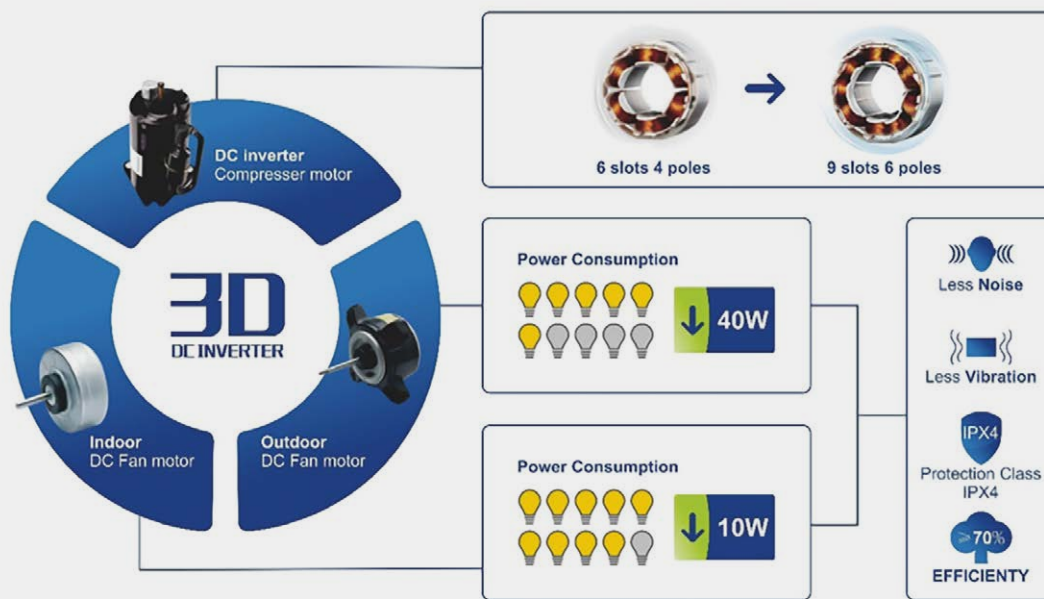 DC inverter
Compresser motor
6 slots 4 poles
9 slots 6 poles
3D
DC INVERTER
Indoor
DC Fan motor
Outdoor
DC Fan motor
Power Consumption
40W
Power Consumption
10W
Less Noise
Less Vibration
IPX4
Protection Class
IPX4
≥70%
EFFICIENTY